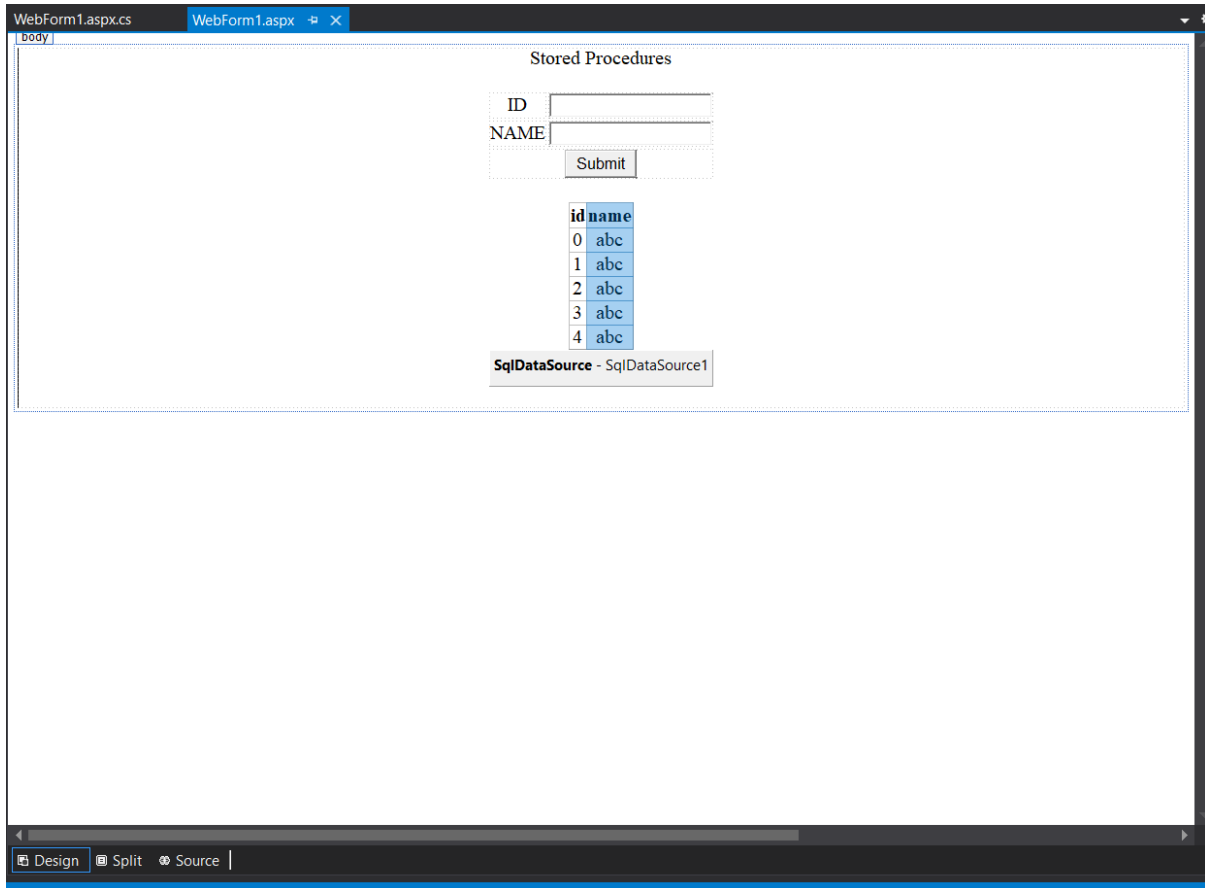 WebForm1.aspx.cs WebForm1.aspx
body
Stored Procedures
ID
NAME
Submit
id name
0 abc
1 abc
2 abc
3 abc
4 abc
SqlDataSource - SqlDataSource1
Design Split Source